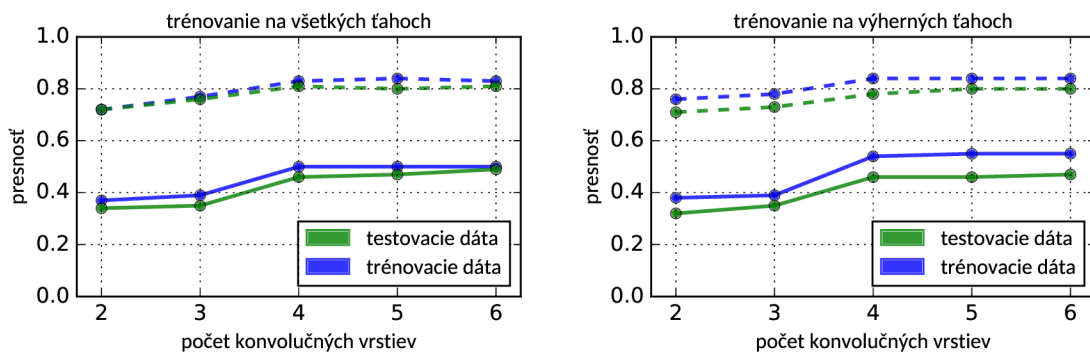 trénovanie na všetkých ťahoch
1.0
0.8
0.6
0.4
0.2
0.0
presnosť
testovacie dáta
trénovacie dáta
2 3 4 5 6
počet konvolučných vrstiev
trénovanie na výherných ťahoch
1.0
0.8
0.6
0.4
0.2
0.0
presnosť
testovacie dáta
trénovacie dáta
2 3 4 5 6
počet konvolučných vrstiev